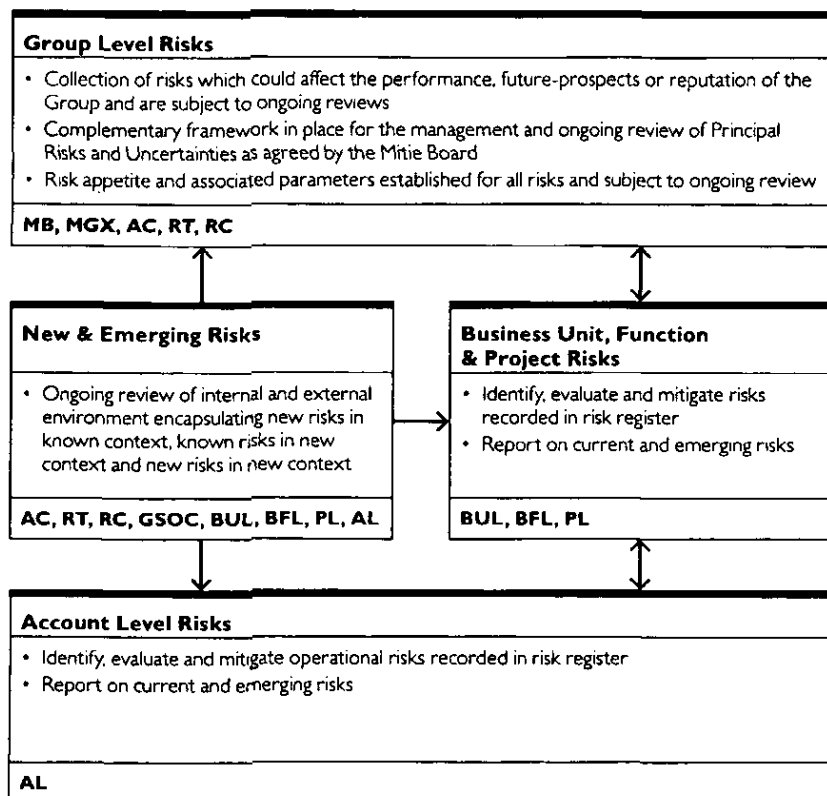 Group Level Risks
• Collection of risks which could affect the performance, future-prospects or reputation of the
Group and are subject to ongoing reviews
• Complementary framework in place for the management and ongoing review of Principal
Risks and Uncertainties as agreed by the Mitie Board
• Risk appetite and associated parameters established for all risks and subject to ongoing review
MB, MGX, AC, RT, RC
New & Emerging Risks
• Ongoing review of internal and external
environment encapsulating new risks in
known context, known risks in new
context and new risks in new context
AC, RT, RC, GSOC, BUL, BFL, PL, AL
Business Unit, Function
& Project Risks
• Identify, evaluate and mitigate risks
recorded in risk register
• Report on current and emerging risks
BUL, BFL, PL
Account Level Risks
• Identify, evaluate and mitigate operational risks recorded in risk register
• Report on current and emerging risks
AL